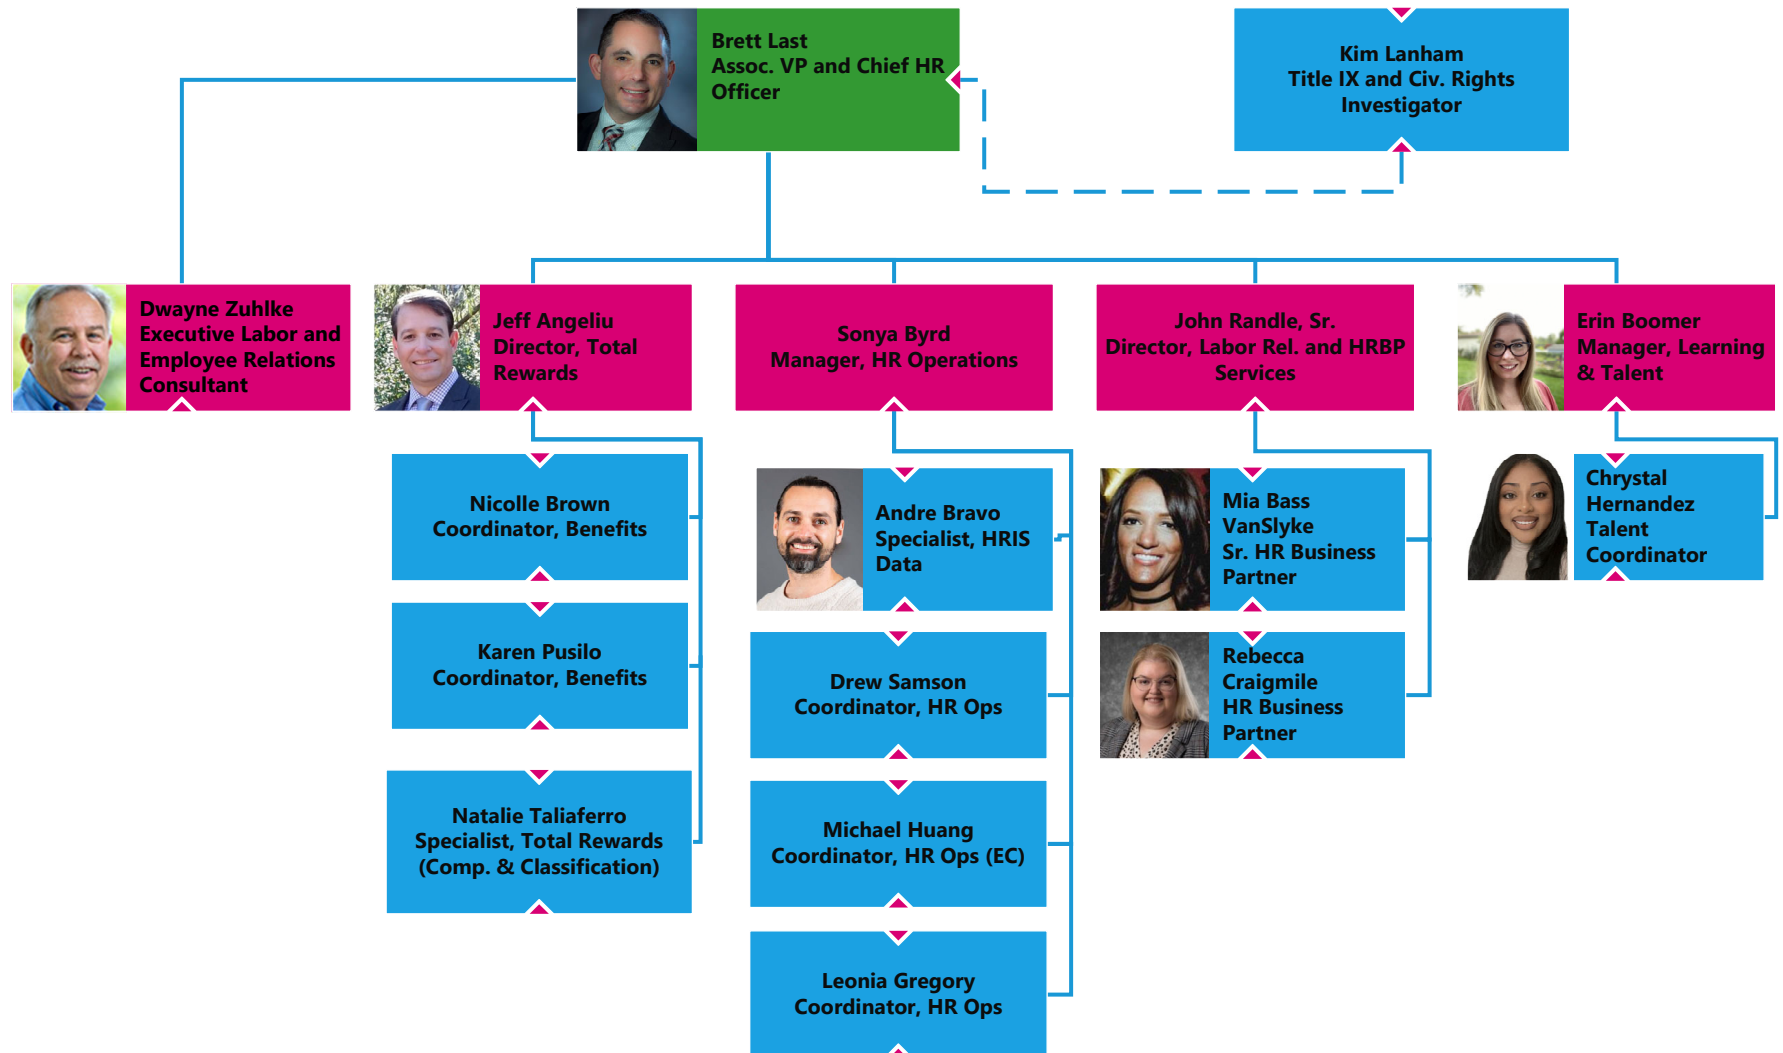 Brett Last
Assoc. VP and Chief HR
Officer
Kim Lanham
Title IX and Civ. Rights
Investigator
Dwayne Zuhlke
Executive Labor and
Employee Relations
Consultant
Jeff Angeliu
Director, Total
Rewards
Sonya Byrd
Manager, HR Operations
John Randle, Sr.
Director, Labor Rel. and HRBP
Services
Erin Boomer
Manager, Learning
& Talent
Nicolle Brown
Coordinator, Benefits
Karen Pusilo
Coordinator, Benefits
Natalie Taliaferro
Specialist, Total Rewards
(Comp. & Classification)
Andre Bravo
Specialist, HRIS
Data
Drew Samson
Coordinator, HR Ops
Michael Huang
Coordinator, HR Ops (EC)
Leonia Gregory
Coordinator, HR Ops
Mia Bass
VanSlyke
Sr. HR Business
Partner
Rebecca
Craigmile
HR Business
Partner
Chrystal
Hernandez
Talent
Coordinator